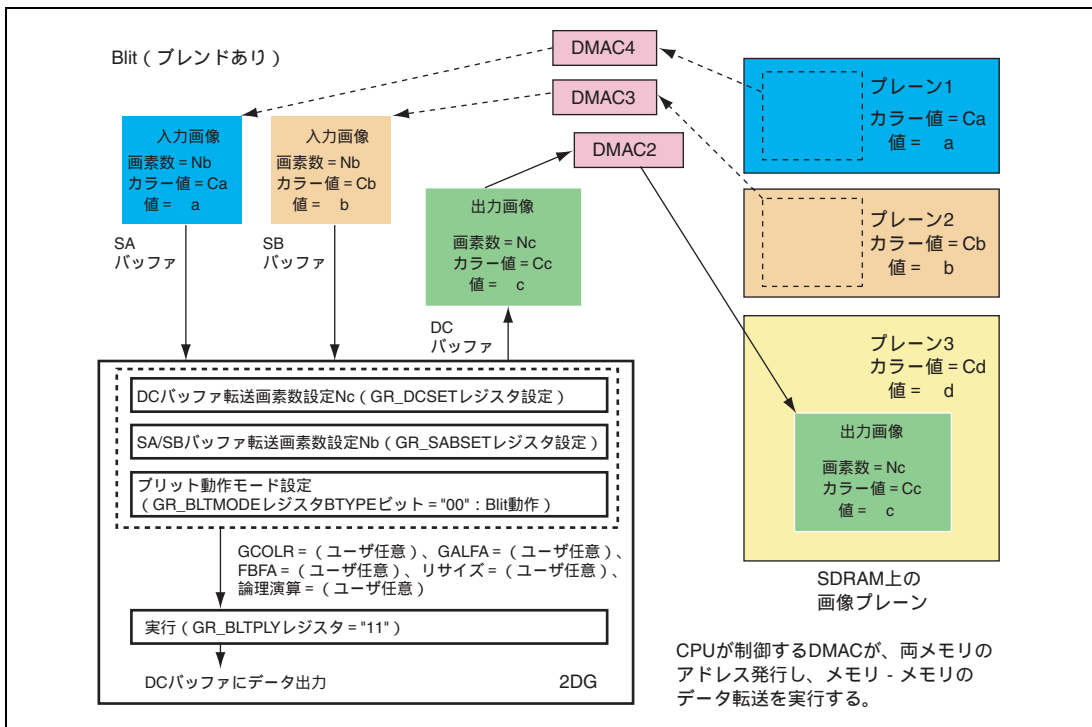 Blit（ブレンドあり）
DMAC4
DMAC3
DMAC2
入力画像
画素数 = Nb
カラー値 = Ca
値 = a
入力画像
画素数 = Nb
カラー値 = Cb
値 = b
出力画像
画素数 = Nc
カラー値 = Cc
値 = c
プレーン1
カラー値 = Ca
値 = a
プレーン2
カラー値 = Cb
値 = b
プレーン3
カラー値 = Cd
値 = d
出力画像
画素数 = Nc
カラー値 = Cc
値 = c
SDRAM上の
画像プレーン
SA
バッファ
SB
バッファ
DC
バッファ
DCバッファ転送画素数設定Nc（GR_DCSETレジスタ設定）
SA/SBバッファ転送画素数設定Nb（GR_SABSETレジスタ設定）
ブリット動作モード設定
（GR_BLTMODEレジスタBTYPEビット = "00"：Blit動作）
GCOLR =（ユーザ任意）、GALFA =（ユーザ任意）、
FBFA =（ユーザ任意）、リサイズ =（ユーザ任意）、
論理演算 =（ユーザ任意）
実行（GR_BLTPLYレジスタ = "11"）
DCバッファにデータ出力
2DG
CPUが制御するDMACが、両メモリの
アドレス発行し、メモリ - メモリの
データ転送を実行する。